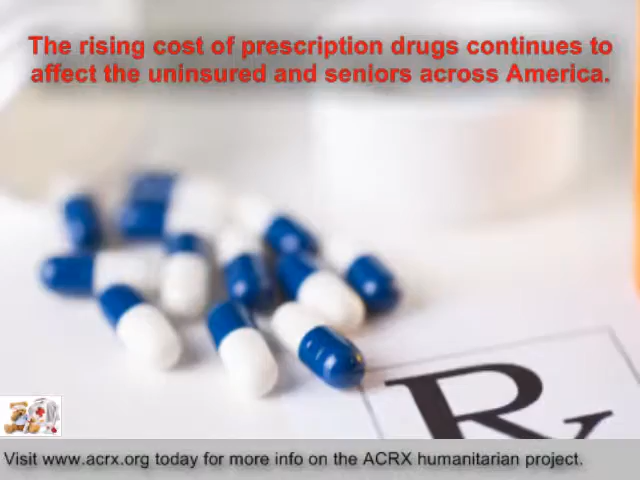 The rising cost of prescription drugs continues to
affect the uninsured and seniors across America.
R
Visit www.acrx.org today for more info on the ACRX humanitarian project.